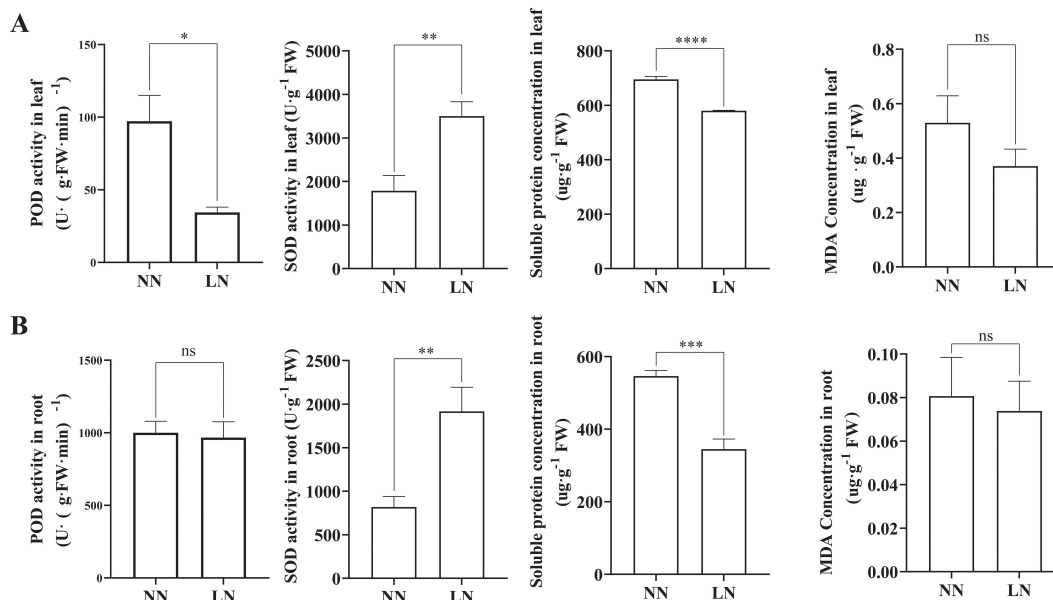 A
POD activity in leaf
(U· ( g·FW·min) -1)
150
100
50
0
*
NN LN
SOD activity in leaf (U·g-1 FW)
5000
4000
3000
2000
1000
0
**
NN LN
Soluble protein concentration in leaf
(ug·g-1 FW)
800
600
400
200
0
****
NN LN
MDA Concentration in leaf
(ug ·g-1 FW)
0.8
0.6
0.4
0.2
0.0
ns
NN LN
B
POD activity in root
(U· ( g·FW·min) -1)
1500
1000
500
0
ns
NN LN
SOD activity in root (U·g-1 FW)
2500
2000
1500
1000
500
0
**
NN LN
Soluble protein concentration in root
(ug·g-1 FW)
600
400
200
0
***
NN LN
MDA Concentration in root
(ug·g-1 FW)
0.10
0.08
0.06
0.04
0.02
0.00
ns
NN LN